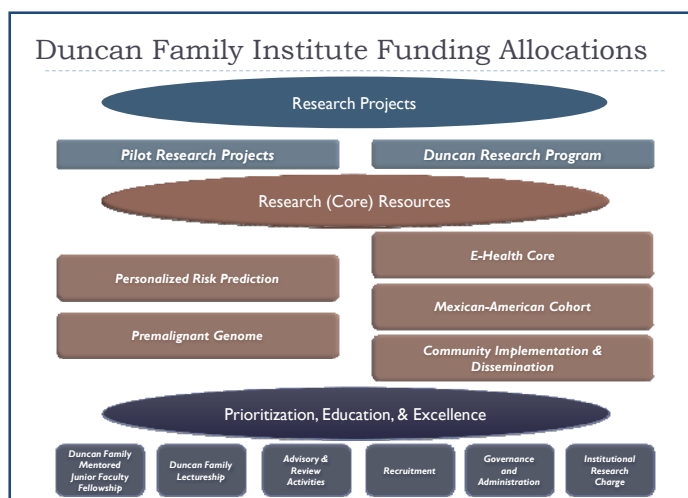 Duncan Family Institute Funding Allocations
Research Projects
Pilot Research Projects
Duncan Research Program
Research (Core) Resources
Personalized Risk Prediction
Premalignant Genome
E-Health Core
Mexican-American Cohort
Community Implementation &
Dissemination
Prioritization, Education, & Excellence
Duncan Family
Mentored
Junior Faculty
Fellowship
Duncan Family
Lectureship
Advisory &
Review
Activities
Recruitment
Governance
and
Administration
Institutional
Research
Charge